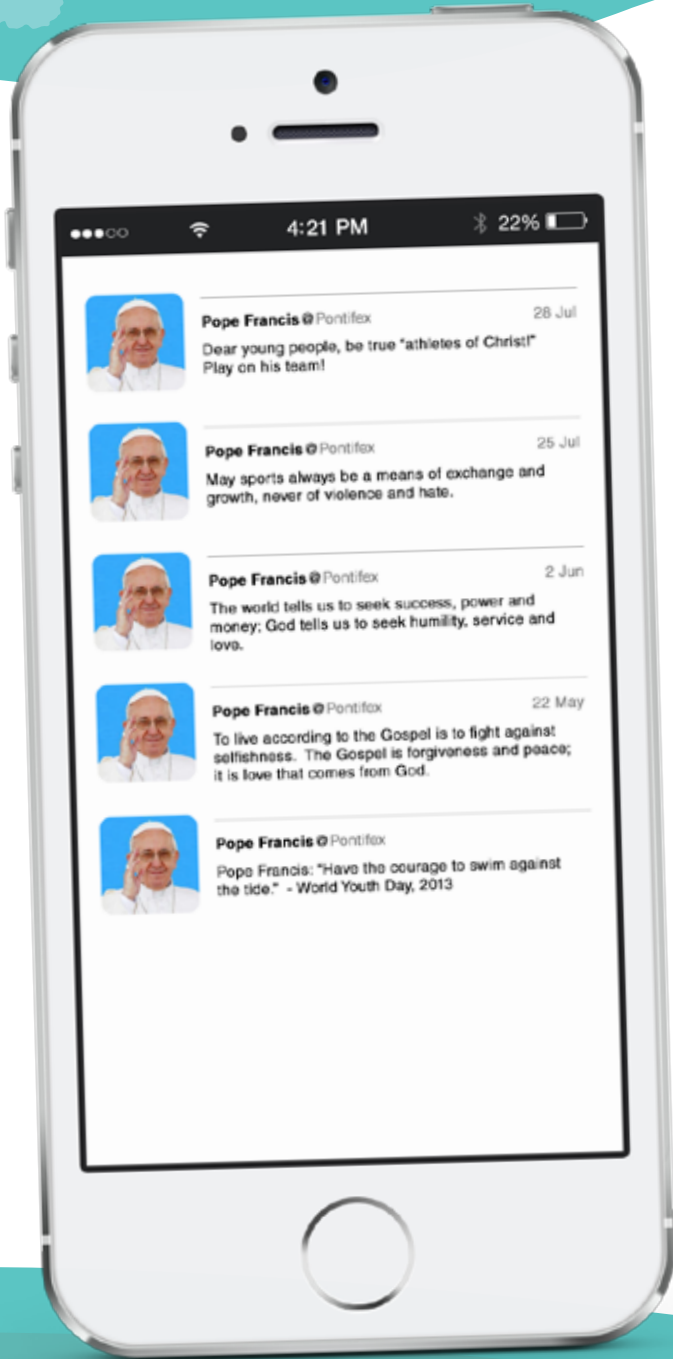 4:21 PM
22%
Pope Francis@Pontifex
28 Jul
Dear young people, be true "athletes of Christ!"
Play on his team!
Pope Francis@Pontifex
25 Jul
May sports always be a means of exchange and
growth, never of violence and hate.
Pope Francis@Pontifex
2 Jun
The world tells us to seek success, power and
money; God tells us to seek humility, service and
love.
Pope Francis@Pontifex
22 May
To live according to the Gospel is to fight against
selfishness. The Gospel is forgiveness and peace;
it is love that comes from God.
Pope Francis@Pontifex
Pope Francis: "Have the courage to swim against
the tide." - World Youth Day, 2013